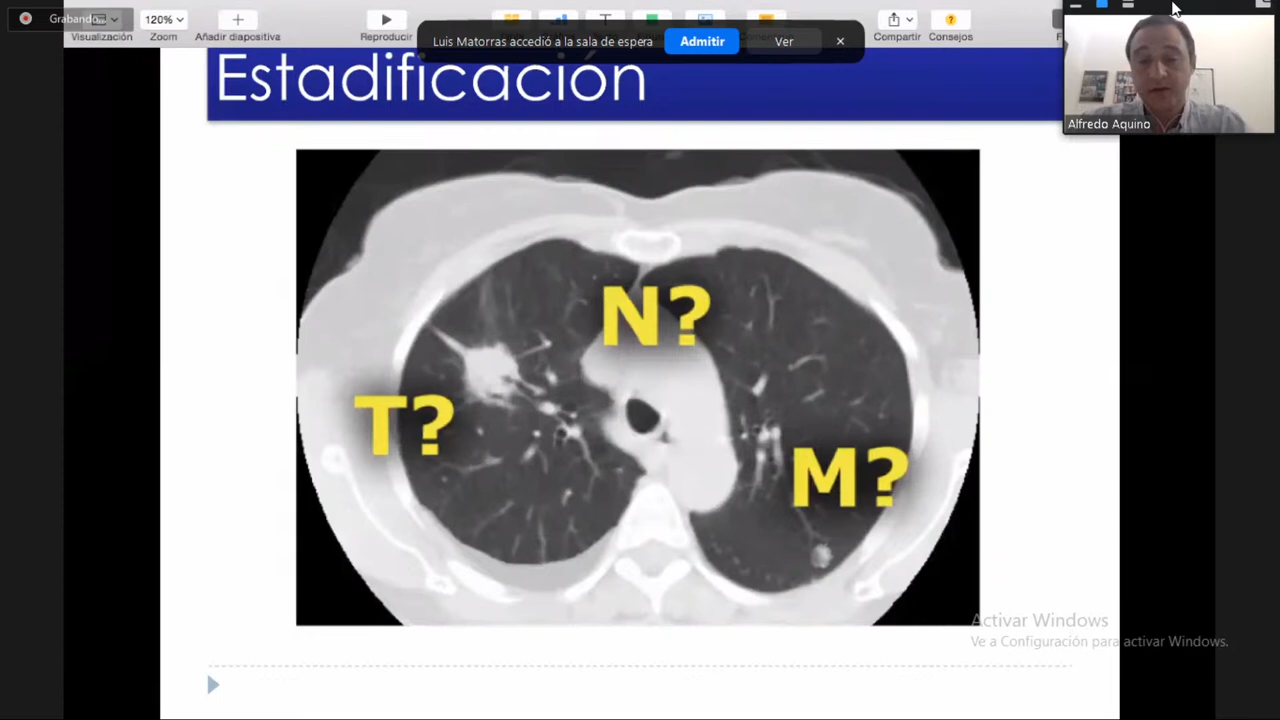 Grabando...
120%
Visualización
Zoom
Añadir diapositiva
Reproducir
Luis Matorras accedió a la sala de espera
Admitir
Ver
Compartir
Consejos
Alfredo Aquino
Estadificación
N?
T?
M?
Activar Windows
Ve a Configuración para activar Windows.